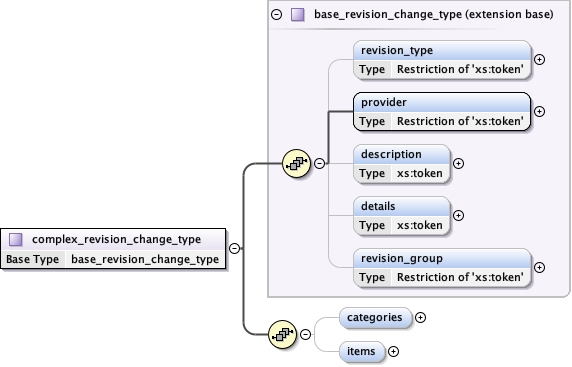 base_revision_change_type (extension base)
revision_type
Type Restriction of 'xs:token'
provider
Type Restriction of 'xs:token'
description
Type xs:token
details
Type xs:token
revision_group
Type Restriction of 'xs:token'
complex_revision_change_type
Base Type base_revision_change_type
categories
items